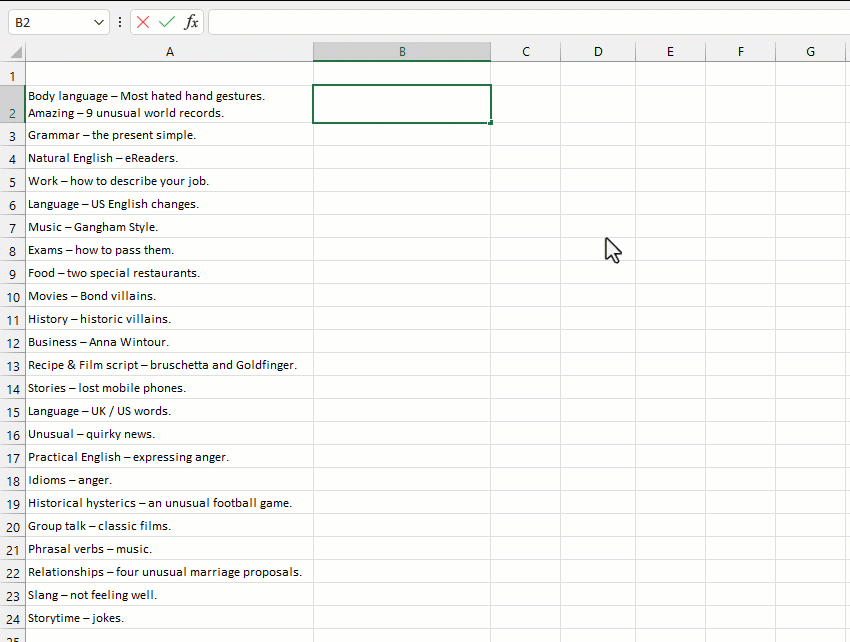 B2 fx
A B C D E F G
1
Body language – Most hated hand gestures.
2 Amazing – 9 unusual world records.
3 Grammar – the present simple.
4 Natural English – eReaders.
5 Work – how to describe your job.
6 Language – US English changes.
7 Music – Gangham Style.
8 Exams – how to pass them.
9 Food – two special restaurants.
10 Movies – Bond villains.
11 History – historic villains.
12 Business – Anna Wintour.
13 Recipe & Film script – bruschetta and Goldfinger.
14 Stories – lost mobile phones.
15 Language – UK / US words.
16 Unusual – quirky news.
17 Practical English – expressing anger.
18 Idioms – anger.
19 Historical hysterics – an unusual football game.
20 Group talk – classic films.
21 Phrasal verbs – music.
22 Relationships – four unusual marriage proposals.
23 Slang – not feeling well.
24 Storytime – jokes.
25